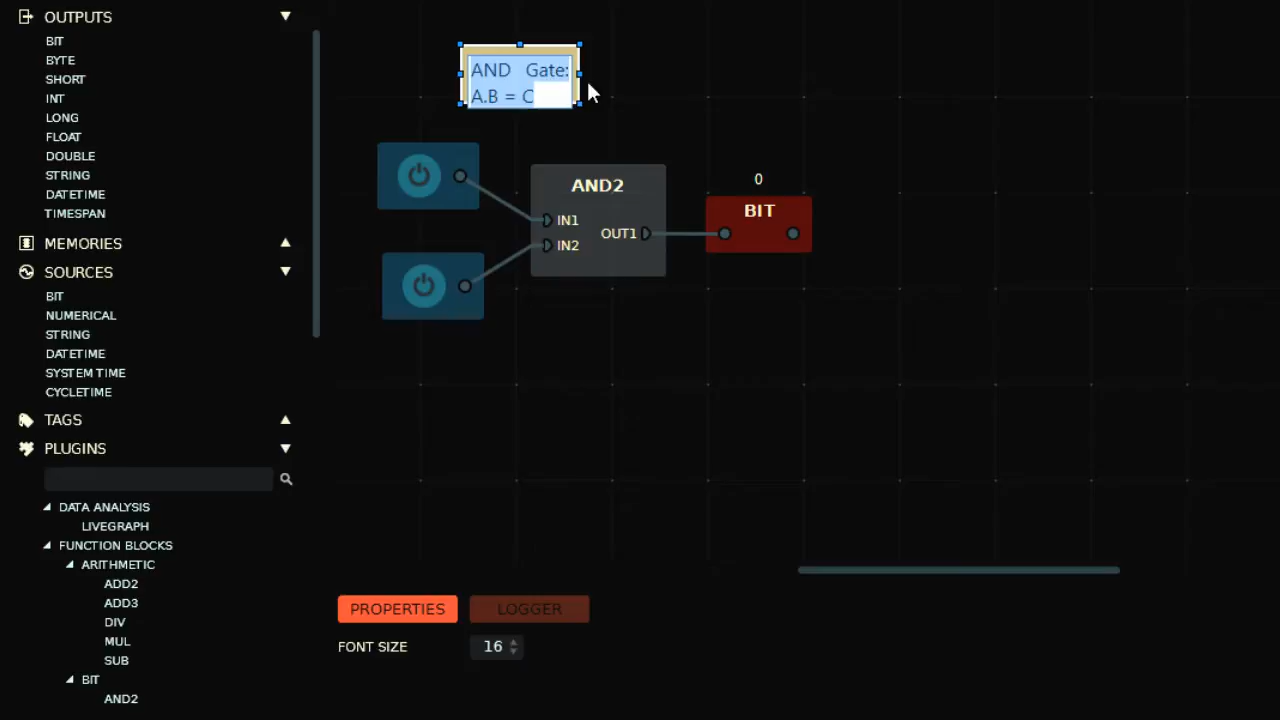 OUTPUTS
BIT
BYTE
SHORT
INT
LONG
FLOAT
DOUBLE
STRING
DATETIME
TIMESPAN
MEMORIES
SOURCES
BIT
NUMERICAL
STRING
DATETIME
SYSTEM TIME
CYCLETIME
TAGS
PLUGINS
DATA ANALYSIS
LIVEGRAPH
FUNCTION BLOCKS
ARITHMETIC
ADD2
ADD3
DIV
MUL
SUB
BIT
AND2
AND Gate:
A.B = C
AND2
IN1
IN2
OUT1
0
BIT
PROPERTIES
LOGGER
FONT SIZE
16